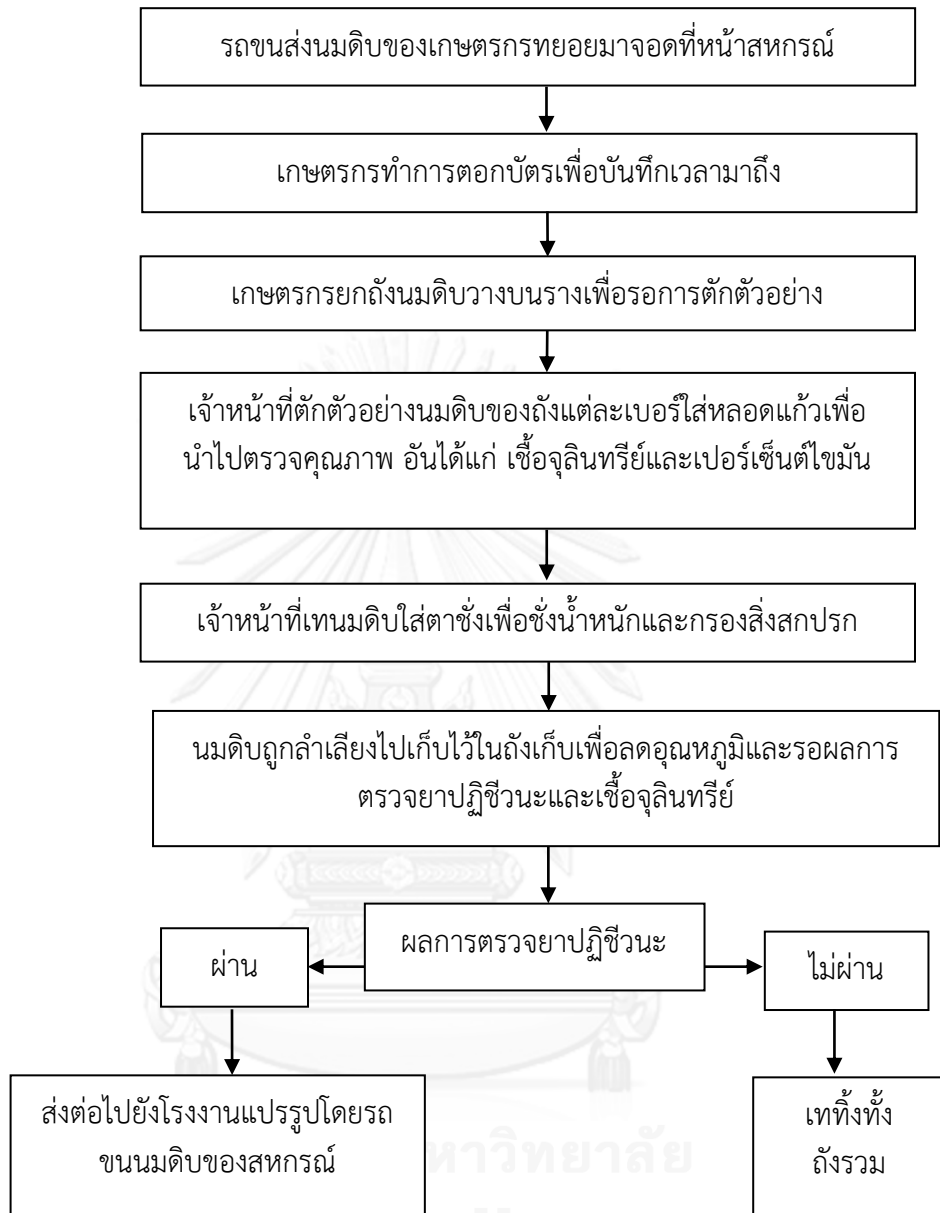 รถขนส่งนมดิบของเกษตรกรทยอยมาจอดที่หน้าสหกรณ์
เกษตรกรทำการตอกบัตรเพื่อบันทึกเวลามาถึง
เกษตรกรยกถังนมดิบวางบนรางเพื่อรอการตักตัวอย่าง
เจ้าหน้าที่ตักตัวอย่างนมดิบของถังแต่ละเบอร์ใส่หลอดแก้วเพื่อ
นำไปตรวจคุณภาพ อันได้แก่ เชื้อจุลินทรีย์และเปอร์เซ็นต์ไขมัน
เจ้าหน้าที่เทนมดิบใส่ตาชั่งเพื่อชั่งน้ำหนักและกรองสิ่งสกปรก
นมดิบถูกลำเลียงไปเก็บไว้ในถังเก็บเพื่อลดอุณหภูมิและรอผลการ
ตรวจยาปฏิชีวนะและเชื้อจุลินทรีย์
ผลการตรวจยาปฏิชีวนะ
ผ่าน
ไม่ผ่าน
ส่งต่อไปยังโรงงานแปรรูปโดยรถ
ขนนมดิบของสหกรณ์
เททิ้งทั้ง
ถังรวม
หาวิทยาลัย